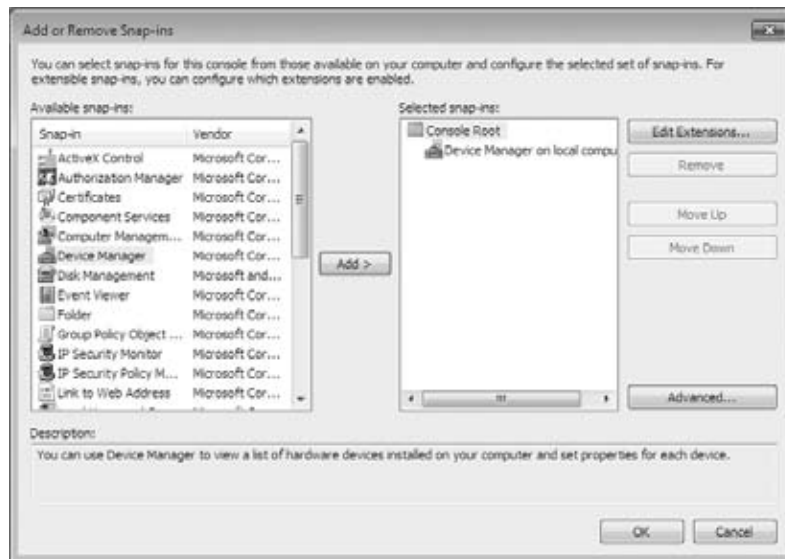 Add or Remove Snap-ins
You can select snap-ins for this console from those available on your computer and configure the selected set of snap-ins. For
extensible snap-ins, you can configure which extensions are enabled.
Available snap-ins:
Selected snap-ins:
Snap-in Vendor
ActiveX Control Microsoft Cor...
Authorization Manager Microsoft Cor...
Certificates Microsoft Cor...
Component Services Microsoft Cor...
Computer Managem... Microsoft Cor...
Device Manager Microsoft Cor...
Disk Management Microsoft and...
Event Viewer Microsoft Cor...
Folder Microsoft Cor...
Group Policy Object ... Microsoft Cor...
IP Security Monitor Microsoft Cor...
IP Security Policy M... Microsoft Cor...
Link to Web Address Microsoft Cor...
Add >
Console Root
Device Manager on local compu
Edit Extensions...
Remove
Move Up
Move Down
Advanced...
Description:
You can use Device Manager to view a list of hardware devices installed on your computer and set properties for each device.
OK Cancel